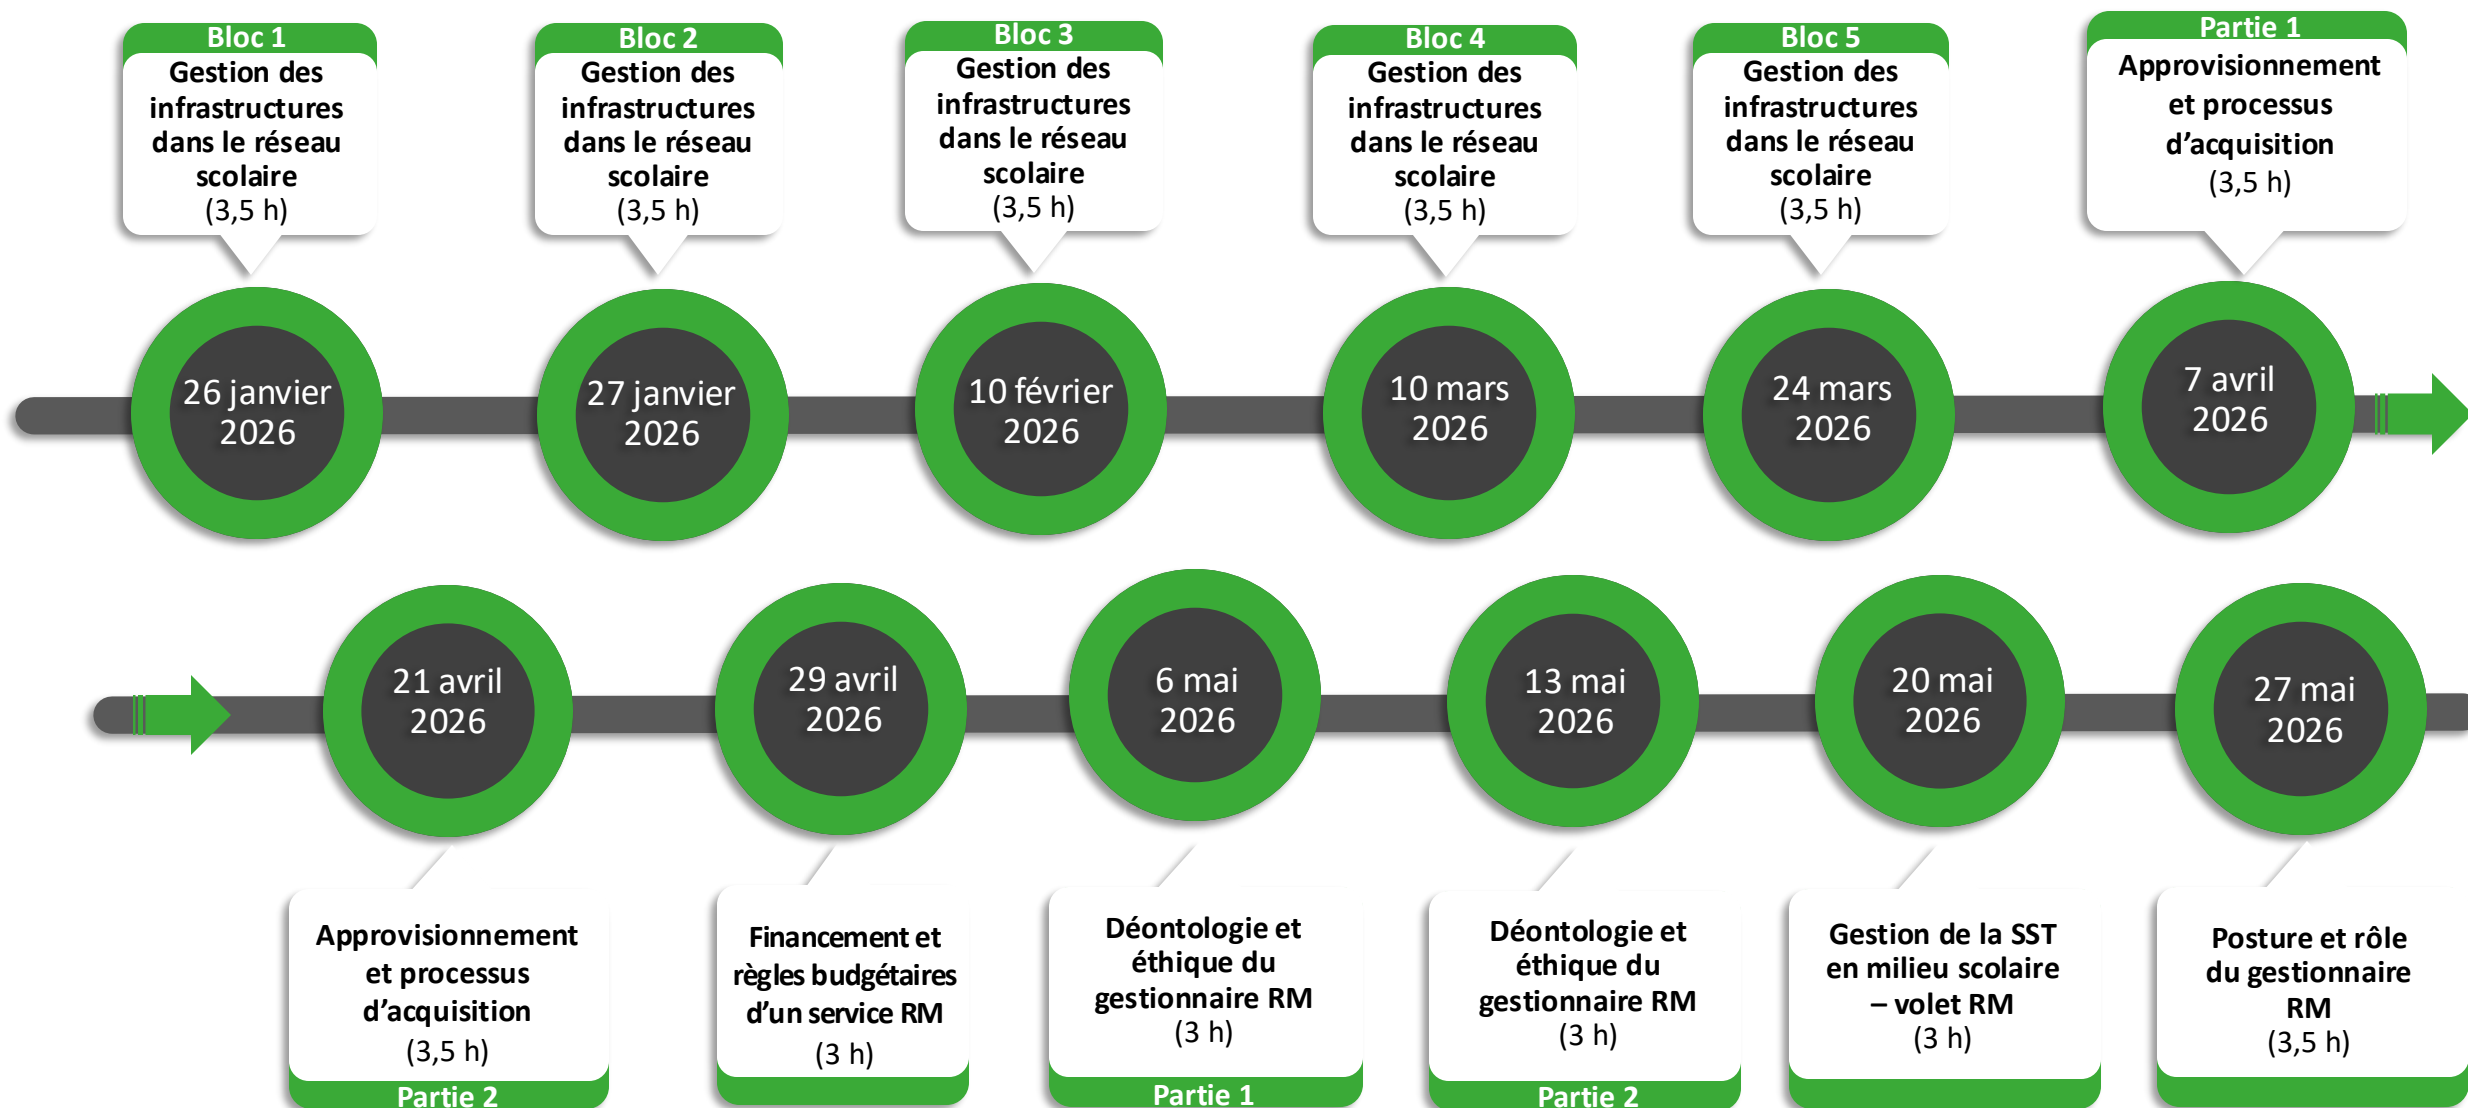 Bloc 1
Gestion des
infrastructures
dans le réseau
scolaire
(3,5 h)
Bloc 2
Gestion des
infrastructures
dans le réseau
scolaire
(3,5 h)
Bloc 3
Gestion des
infrastructures
dans le réseau
scolaire
(3,5 h)
Bloc 4
Gestion des
infrastructures
dans le réseau
scolaire
(3,5 h)
Bloc 5
Gestion des
infrastructures
dans le réseau
scolaire
(3,5 h)
Partie 1
Approvisionnement
et processus
d’acquisition
(3,5 h)
26 janvier
2026
27 janvier
2026
10 février
2026
10 mars
2026
24 mars
2026
7 avril
2026
21 avril
2026
29 avril
2026
6 mai
2026
13 mai
2026
20 mai
2026
27 mai
2026
Approvisionnement
et processus
d’acquisition
(3,5 h)
Partie 2
Financement et
règles budgétaires
d’un service RM
(3 h)
Déontologie et
éthique du
gestionnaire RM
(3 h)
Partie 1
Déontologie et
éthique du
gestionnaire RM
(3 h)
Partie 2
Gestion de la SST
en milieu scolaire
– volet RM
(3 h)
Posture et rôle
du gestionnaire
RM
(3,5 h)